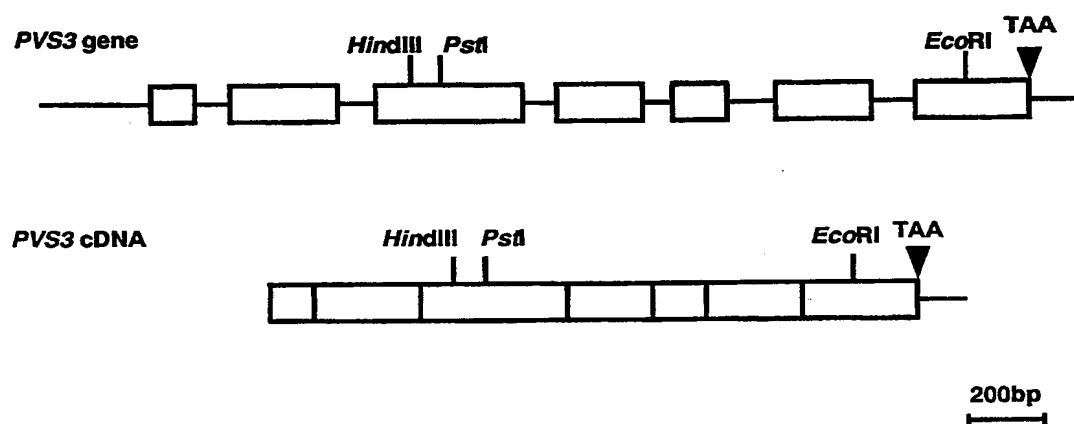 PVS3 gene
HindIII PstI
EcoRI
TAA
PVS3 cDNA
HindIII PstI
EcoRI
TAA
200bp